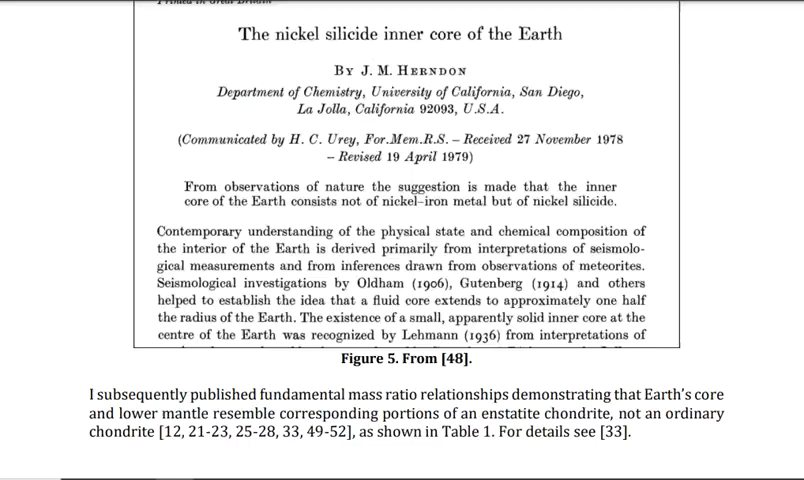 The nickel silicide inner core of the Earth
BY J. M. HERNDON
Department of Chemistry, University of California, San Diego,
La Jolla, California 92093, U.S.A.
(Communicated by H. C. Urey, For.Mem.R.S. – Received 27 November 1978
– Revised 19 April 1979)
From observations of nature the suggestion is made that the inner
core of the Earth consists not of nickel–iron metal but of nickel silicide.
Contemporary understanding of the physical state and chemical composition of
the interior of the Earth is derived primarily from interpretations of seismolo-
gical measurements and from inferences drawn from observations of meteorites.
Seismological investigations by Oldham (1906), Gutenberg (1914) and others
helped to establish the idea that a fluid core extends to approximately one half
the radius of the Earth. The existence of a small, apparently solid inner core at the
centre of the Earth was recognized by Lehmann (1936) from interpretations of
Figure 5. From [48].
I subsequently published fundamental mass ratio relationships demonstrating that Earth's core
and lower mantle resemble corresponding portions of an enstatite chondrite, not an ordinary
chondrite [12, 21-23, 25-28, 33, 49-52], as shown in Table 1. For details see [33].